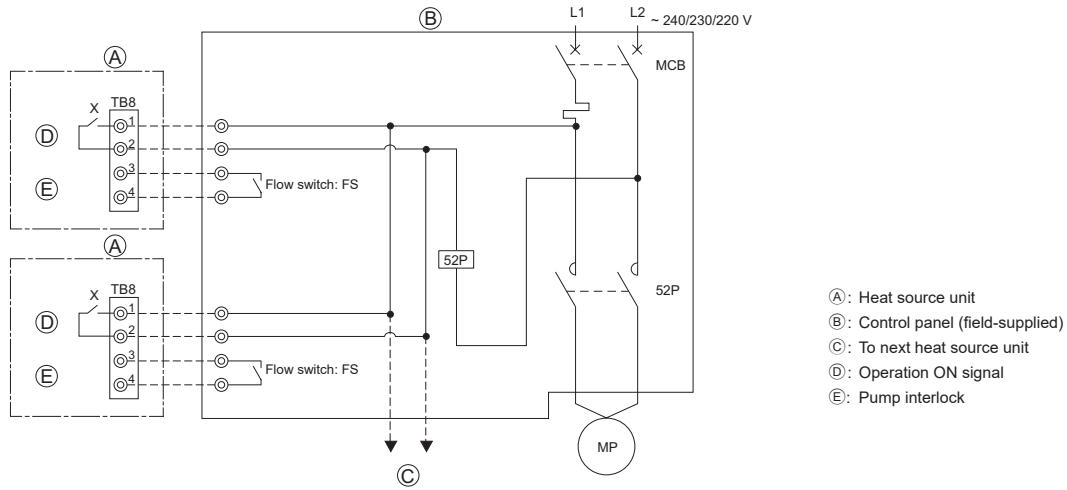 B
L1
L2
~ 240/230/220 V
MCB
A
TB8
X
1
D
2
3
E
4
Flow switch: FS
A
52P
TB8
X
1
D
2
3
E
4
Flow switch: FS
52P
C
MP
A: Heat source unit
B: Control panel (field-supplied)
C: To next heat source unit
D: Operation ON signal
E: Pump interlock